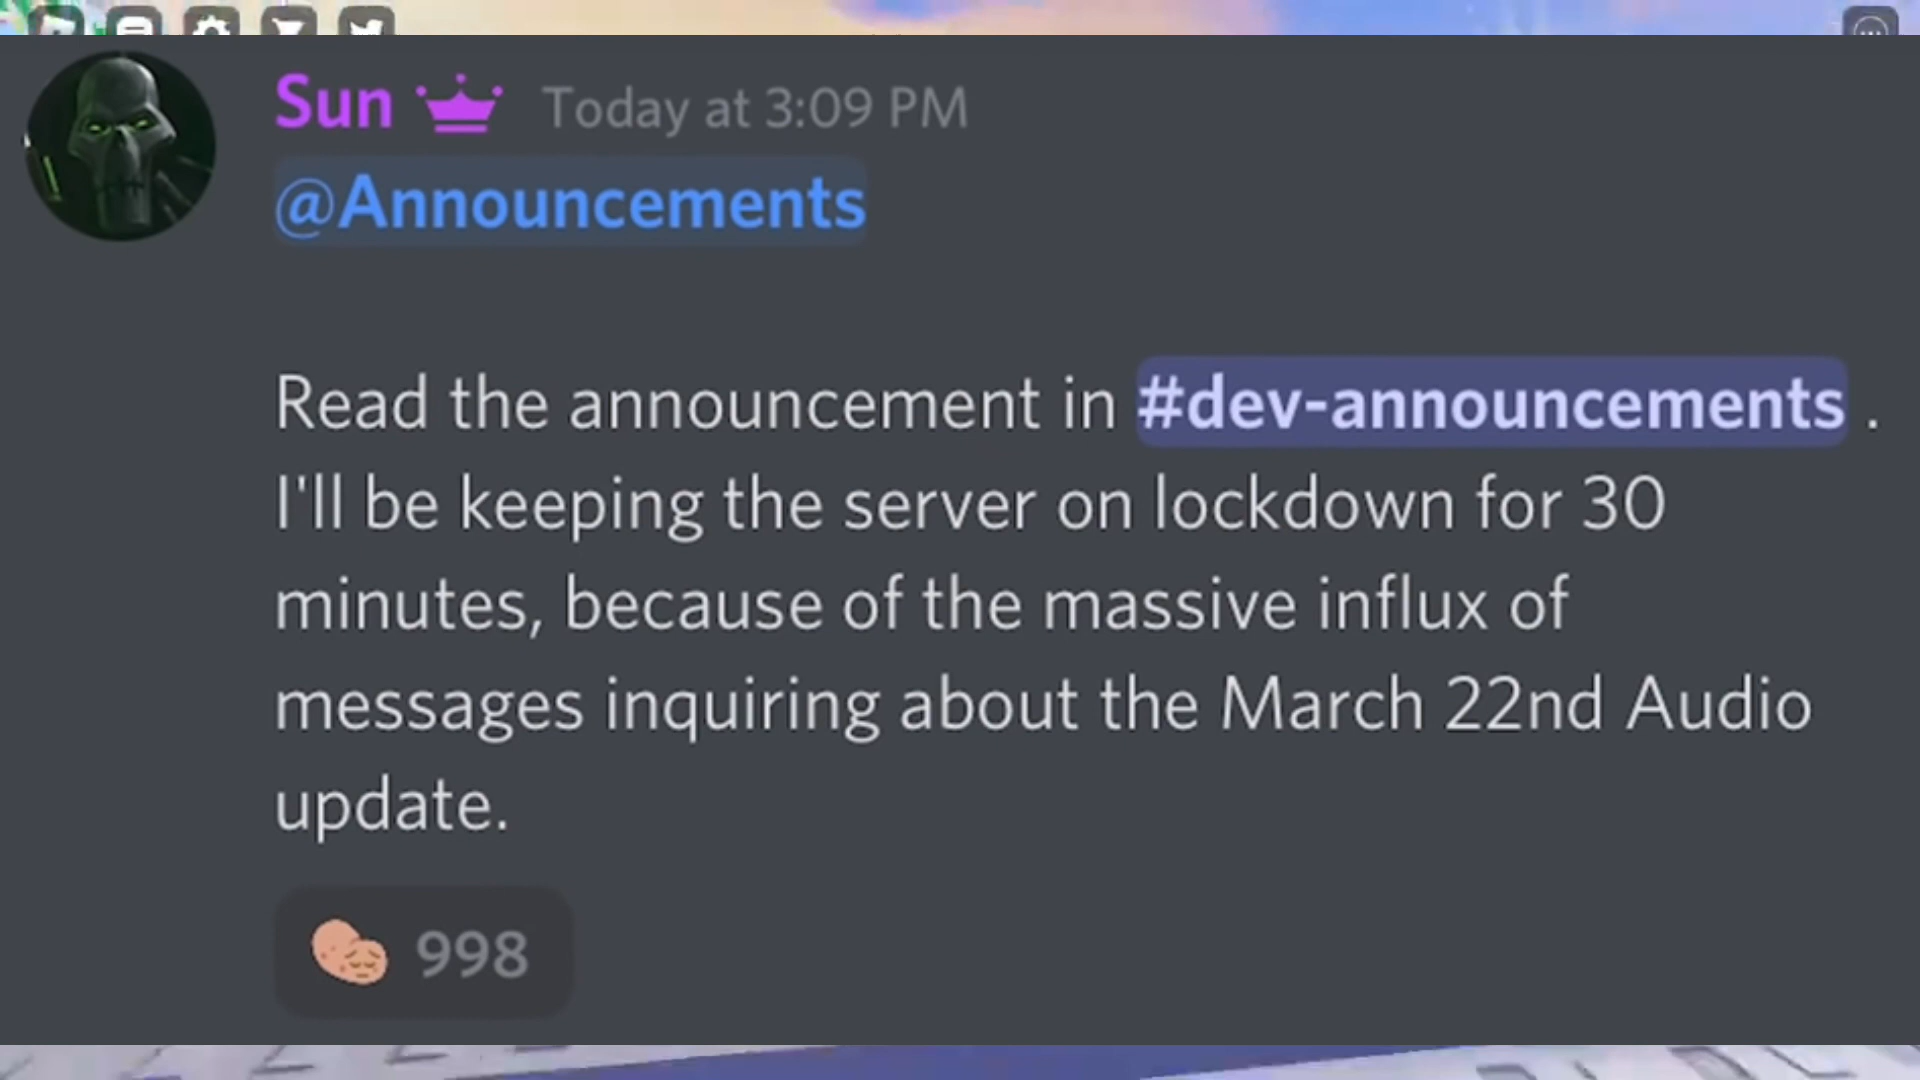 Sun Today at 3:09 PM
@Announcements
Read the announcement in #dev-announcements .
I'll be keeping the server on lockdown for 30
minutes, because of the massive influx of
messages inquiring about the March 22nd Audio
update.
998